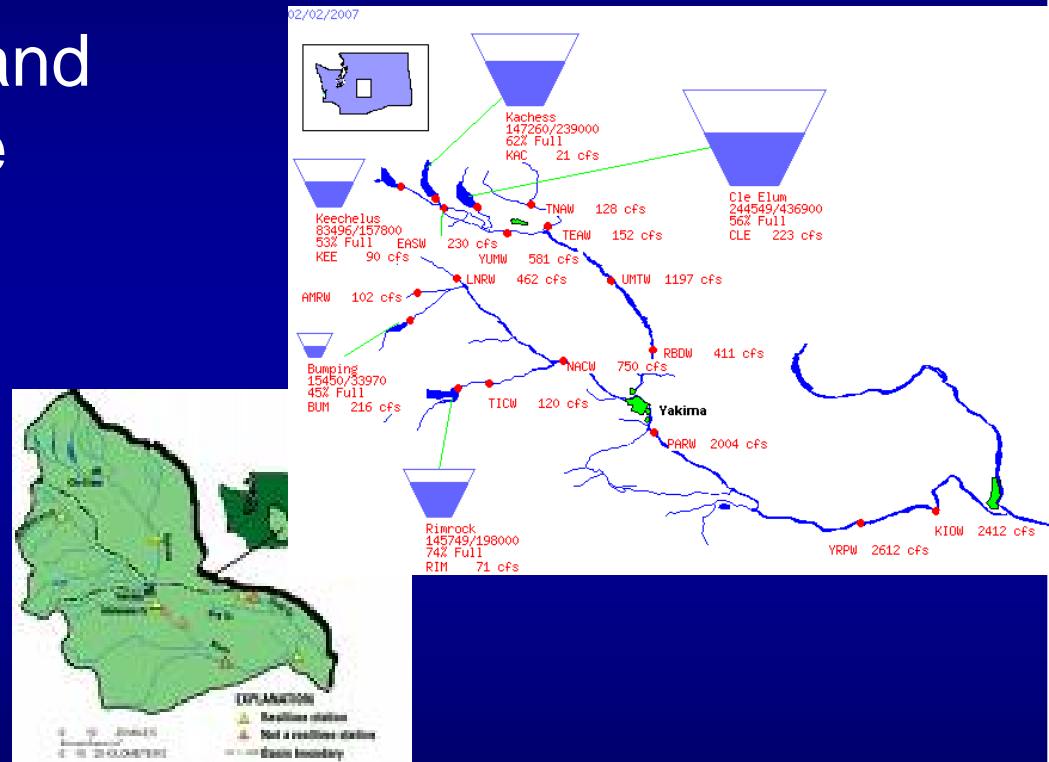 and
e
02/02/2007
Kachess
147260/239000
62% Full
KAC 21 cfs
Cle Elum
244549/436900
56% Full
CLE 223 cfs
Keechelus
83496/157800
53% Full
KEE 90 cfs
TNAW 128 cfs
TEAW 152 cfs
EASW 230 cfs
YUMW 581 cfs
LNRW 462 cfs
UMTW 1197 cfs
AMRW 102 cfs
RBDW 411 cfs
NACW 750 cfs
Bumping
15450/33970
45% Full
BUM 216 cfs
TICW 120 cfs
Yakima
PARW 2004 cfs
Rimrock
145749/198000
74% Full
RIM 71 cfs
KIOW 2412 cfs
YRPW 2612 cfs
EXPLANATION
Realtime station
Not a realtime station
Basin boundary